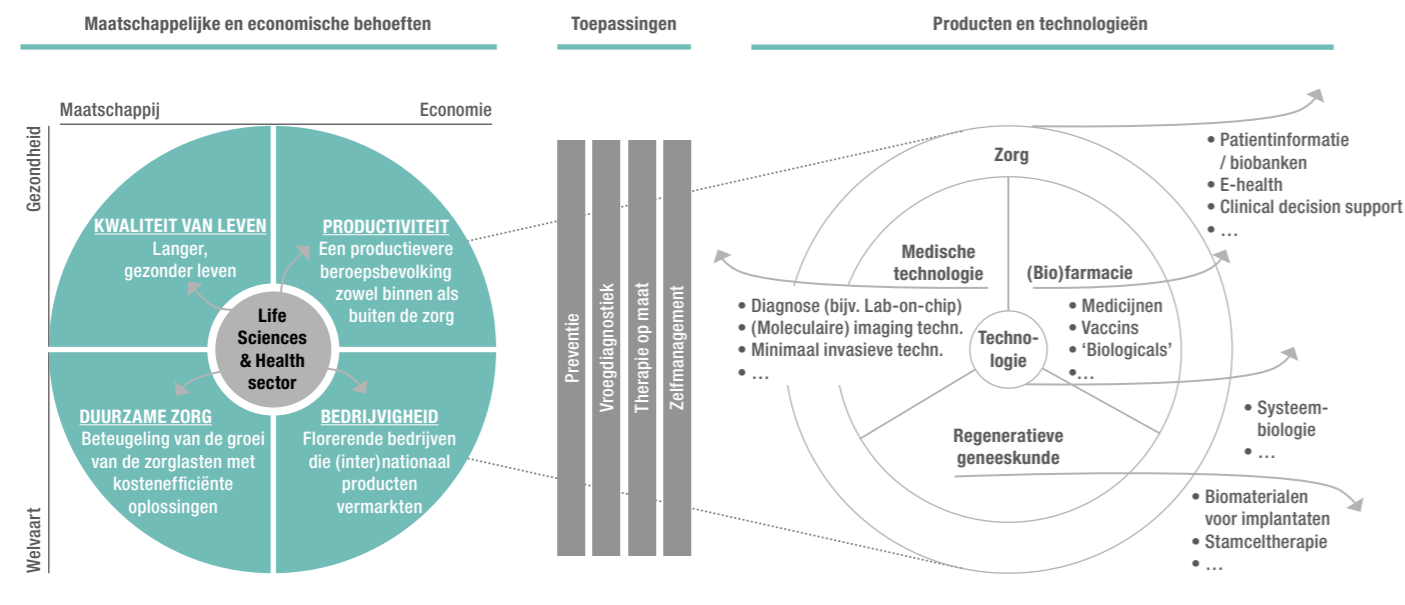 Maatschappelijke en economische behoeften
Toepassingen
Producten en technologieën
Maatschappij
Economie
Gezondheid
Welvaart
KWALITEIT VAN LEVEN
Langer,
gezonder leven
PRODUCTIVITEIT
Een productievere
beroepsbevolking
zowel binnen als
buiten de zorg
Life
Sciences
& Health
sector
DUURZAME ZORG
Beteugeling van de groei
van de zorglasten met
kostenefficiënte
oplossingen
BEDRIJVIGHEID
Florerende bedrijven
die (inter)nationaal
producten
vermarkten
Preventie
Vroegdiagnostiek
Therapie op maat
Zelfmanagement
Zorg
Medische
technologie
(Bio)farmacie
Techno-
logie
Regeneratieve
geneeskunde
• Diagnose (bijv. Lab-on-chip)
• (Moleculaire) imaging techn.
• Minimaal invasieve techn.
• …
• Medicijnen
• Vaccins
• ‘Biologicals’
•…
• Patientinformatie
/ biobanken
• E-health
• Clinical decision support
• …
• Systeem-
biologie
• …
• Biomaterialen
voor implantaten
• Stamceltherapie
• …